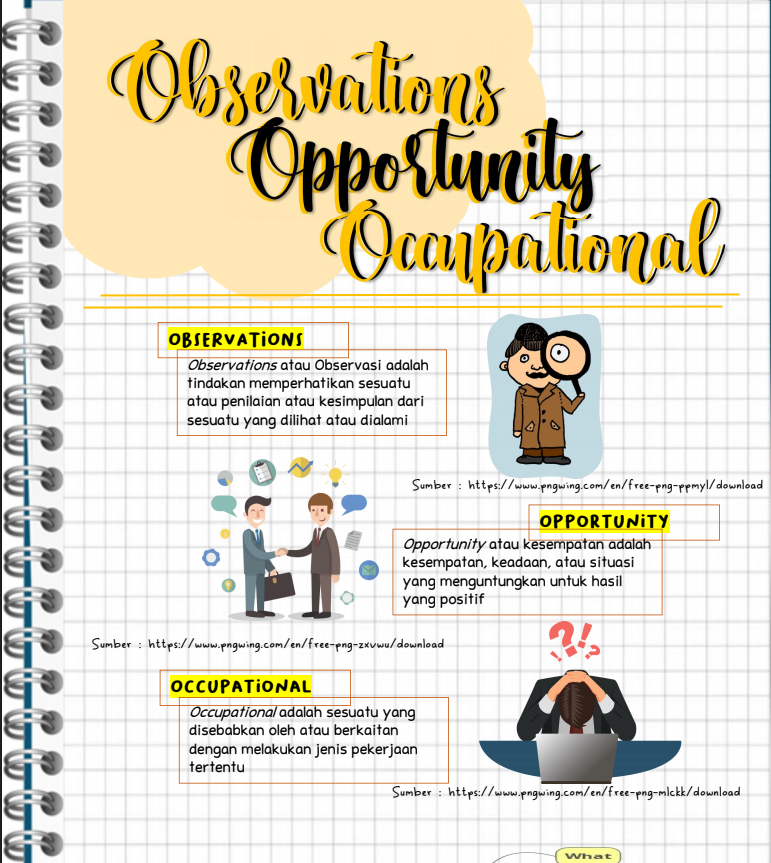 Observations
Opportunity
Occupational
OBSERVATiONS
Observations atau Observasi adalah
tindakan memperhatikan sesuatu
atau penilaian atau kesimpulan dari
sesuatu yang dilihat atau dialami
Sumber : https://www.pngwing.com/en/free-png-ppmyl/download
OPPORTUNiTY
Opportunity atau kesempatan adalah
kesempatan, keadaan, atau situasi
yang menguntungkan untuk hasil
yang positif
Sumber : https://www.pngwing.com/en/free-png-zxvwu/download
?!?
OCCUPATiONAL
Occupational adalah sesuatu yang
disebabkan oleh atau berkaitan
dengan melakukan jenis pekerjaan
tertentu
Sumber : https://www.pngwing.com/en/free-png-mlckk/download
What